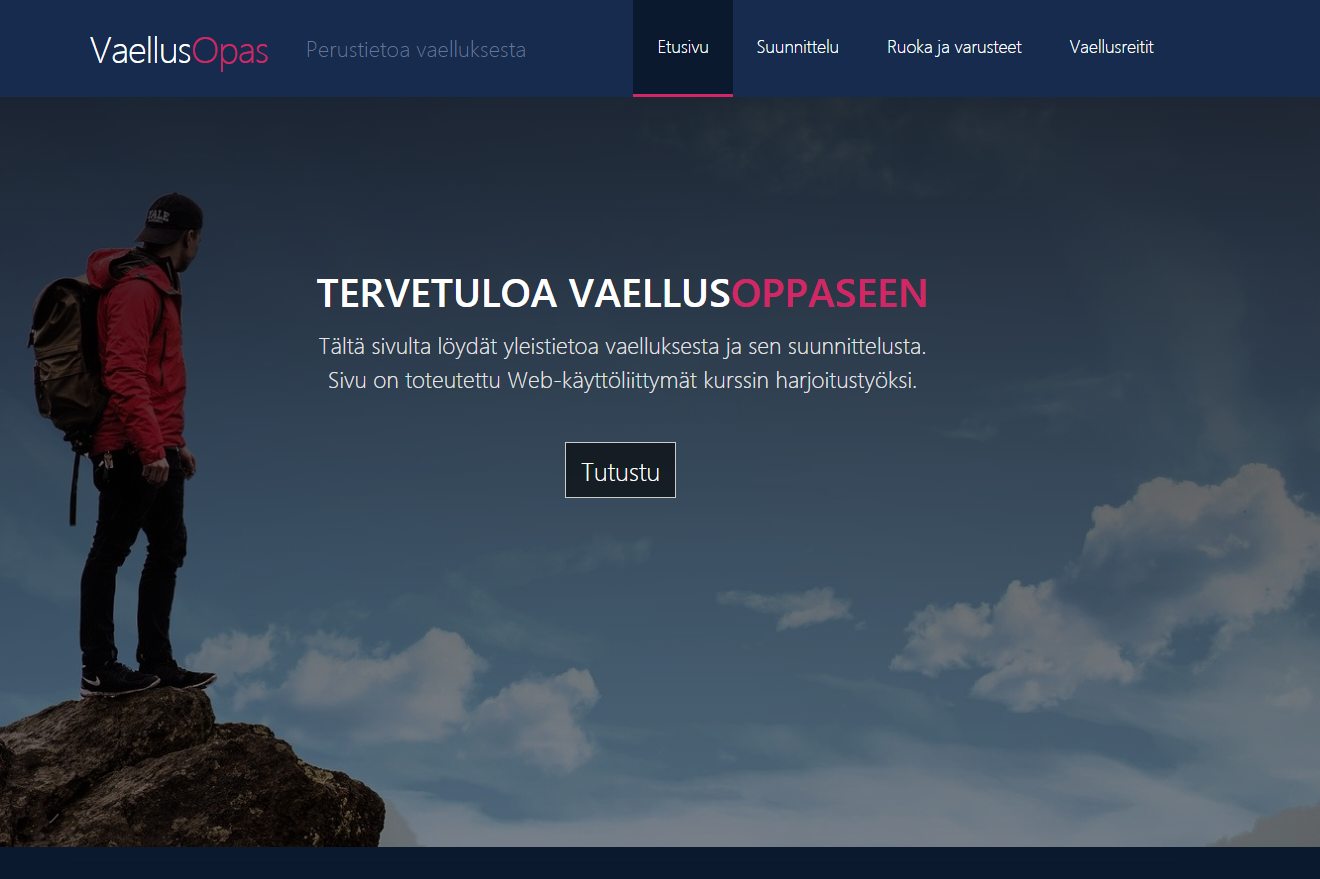 VaellusOpas
Perustietoa vaelluksesta
Etusivu
Suunnittelu
Ruoka ja varusteet
Vaellusreitit
TERVETULOA VAELLUSOPPASEEN
Tältä sivulta löydät yleistietoa vaelluksesta ja sen suunnittelusta.
Sivu on toteutettu Web-käyttöliittymät kurssin harjoitustyöksi.
Tutustu